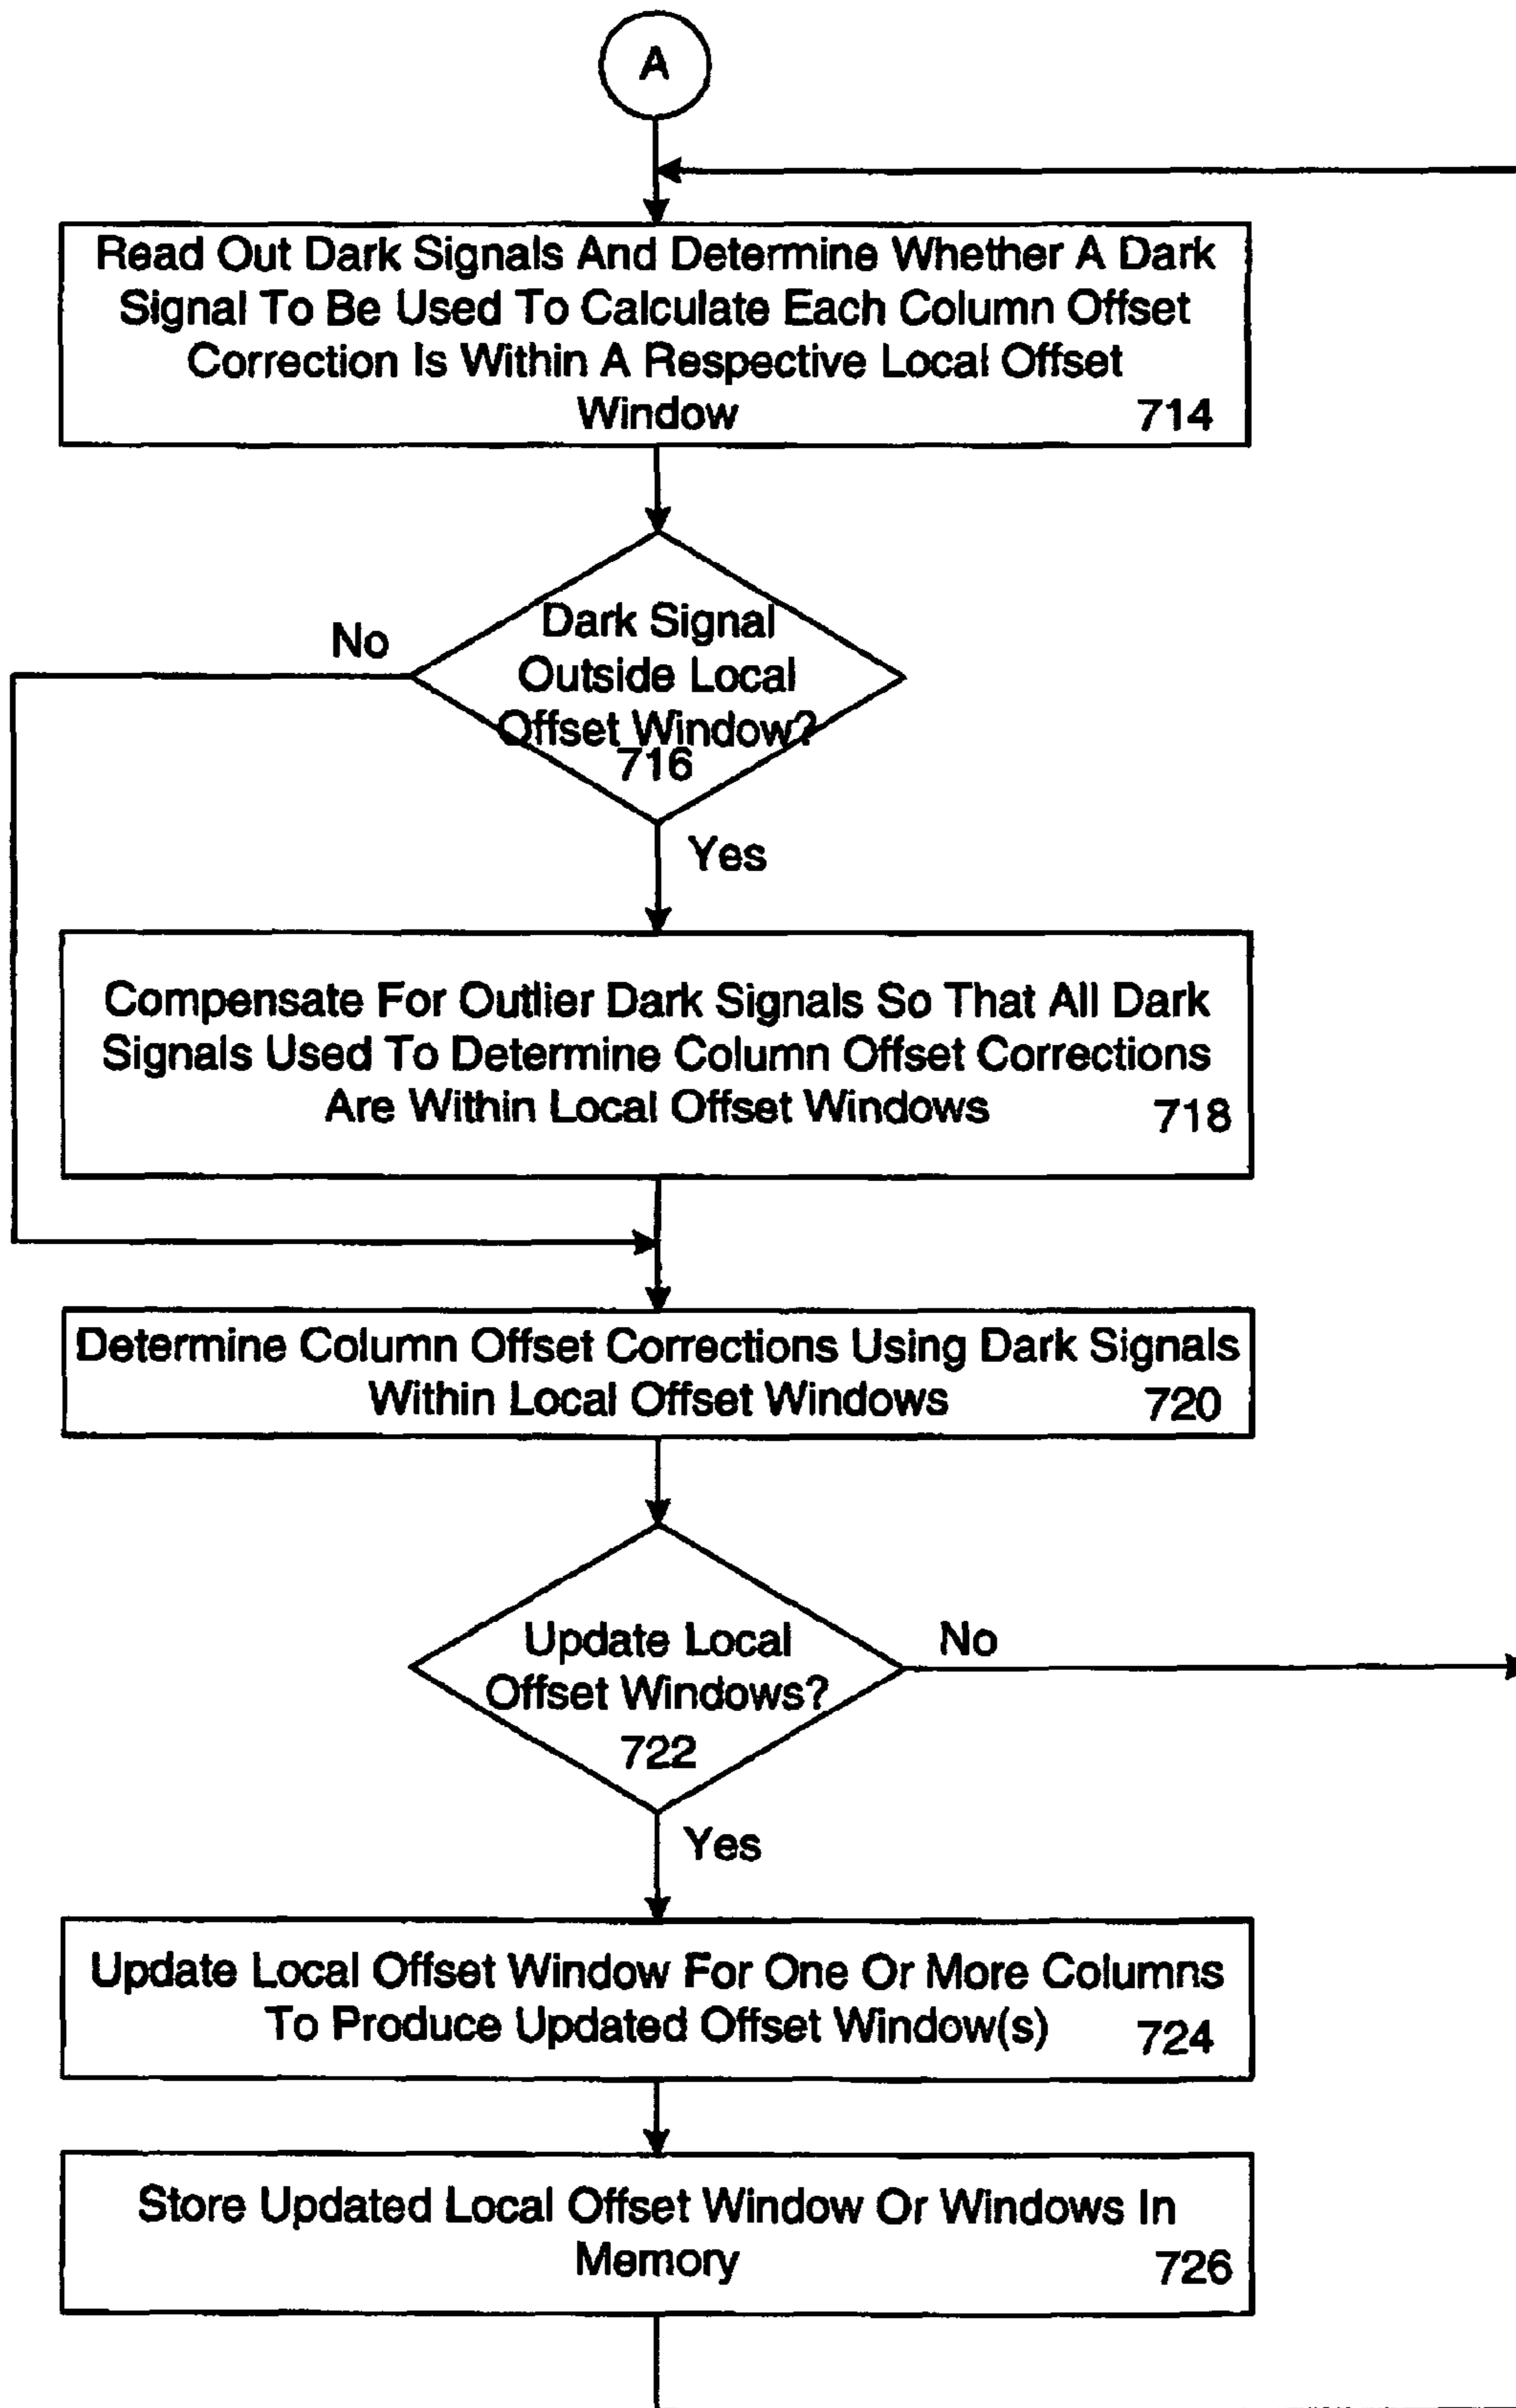 A
Read Out Dark Signals And Determine Whether A Dark
Signal To Be Used To Calculate Each Column Offset
Correction Is Within A Respective Local Offset
Window 714
No
Dark Signal
Outside Local
Offset Window?
716
Yes
Compensate For Outlier Dark Signals So That All Dark
Signals Used To Determine Column Offset Corrections
Are Within Local Offset Windows 718
Determine Column Offset Corrections Using Dark Signals
Within Local Offset Windows 720
Update Local
Offset Windows?
722
No
Yes
Update Local Offset Window For One Or More Columns
To Produce Updated Offset Window(s) 724
Store Updated Local Offset Window Or Windows In
Memory 726